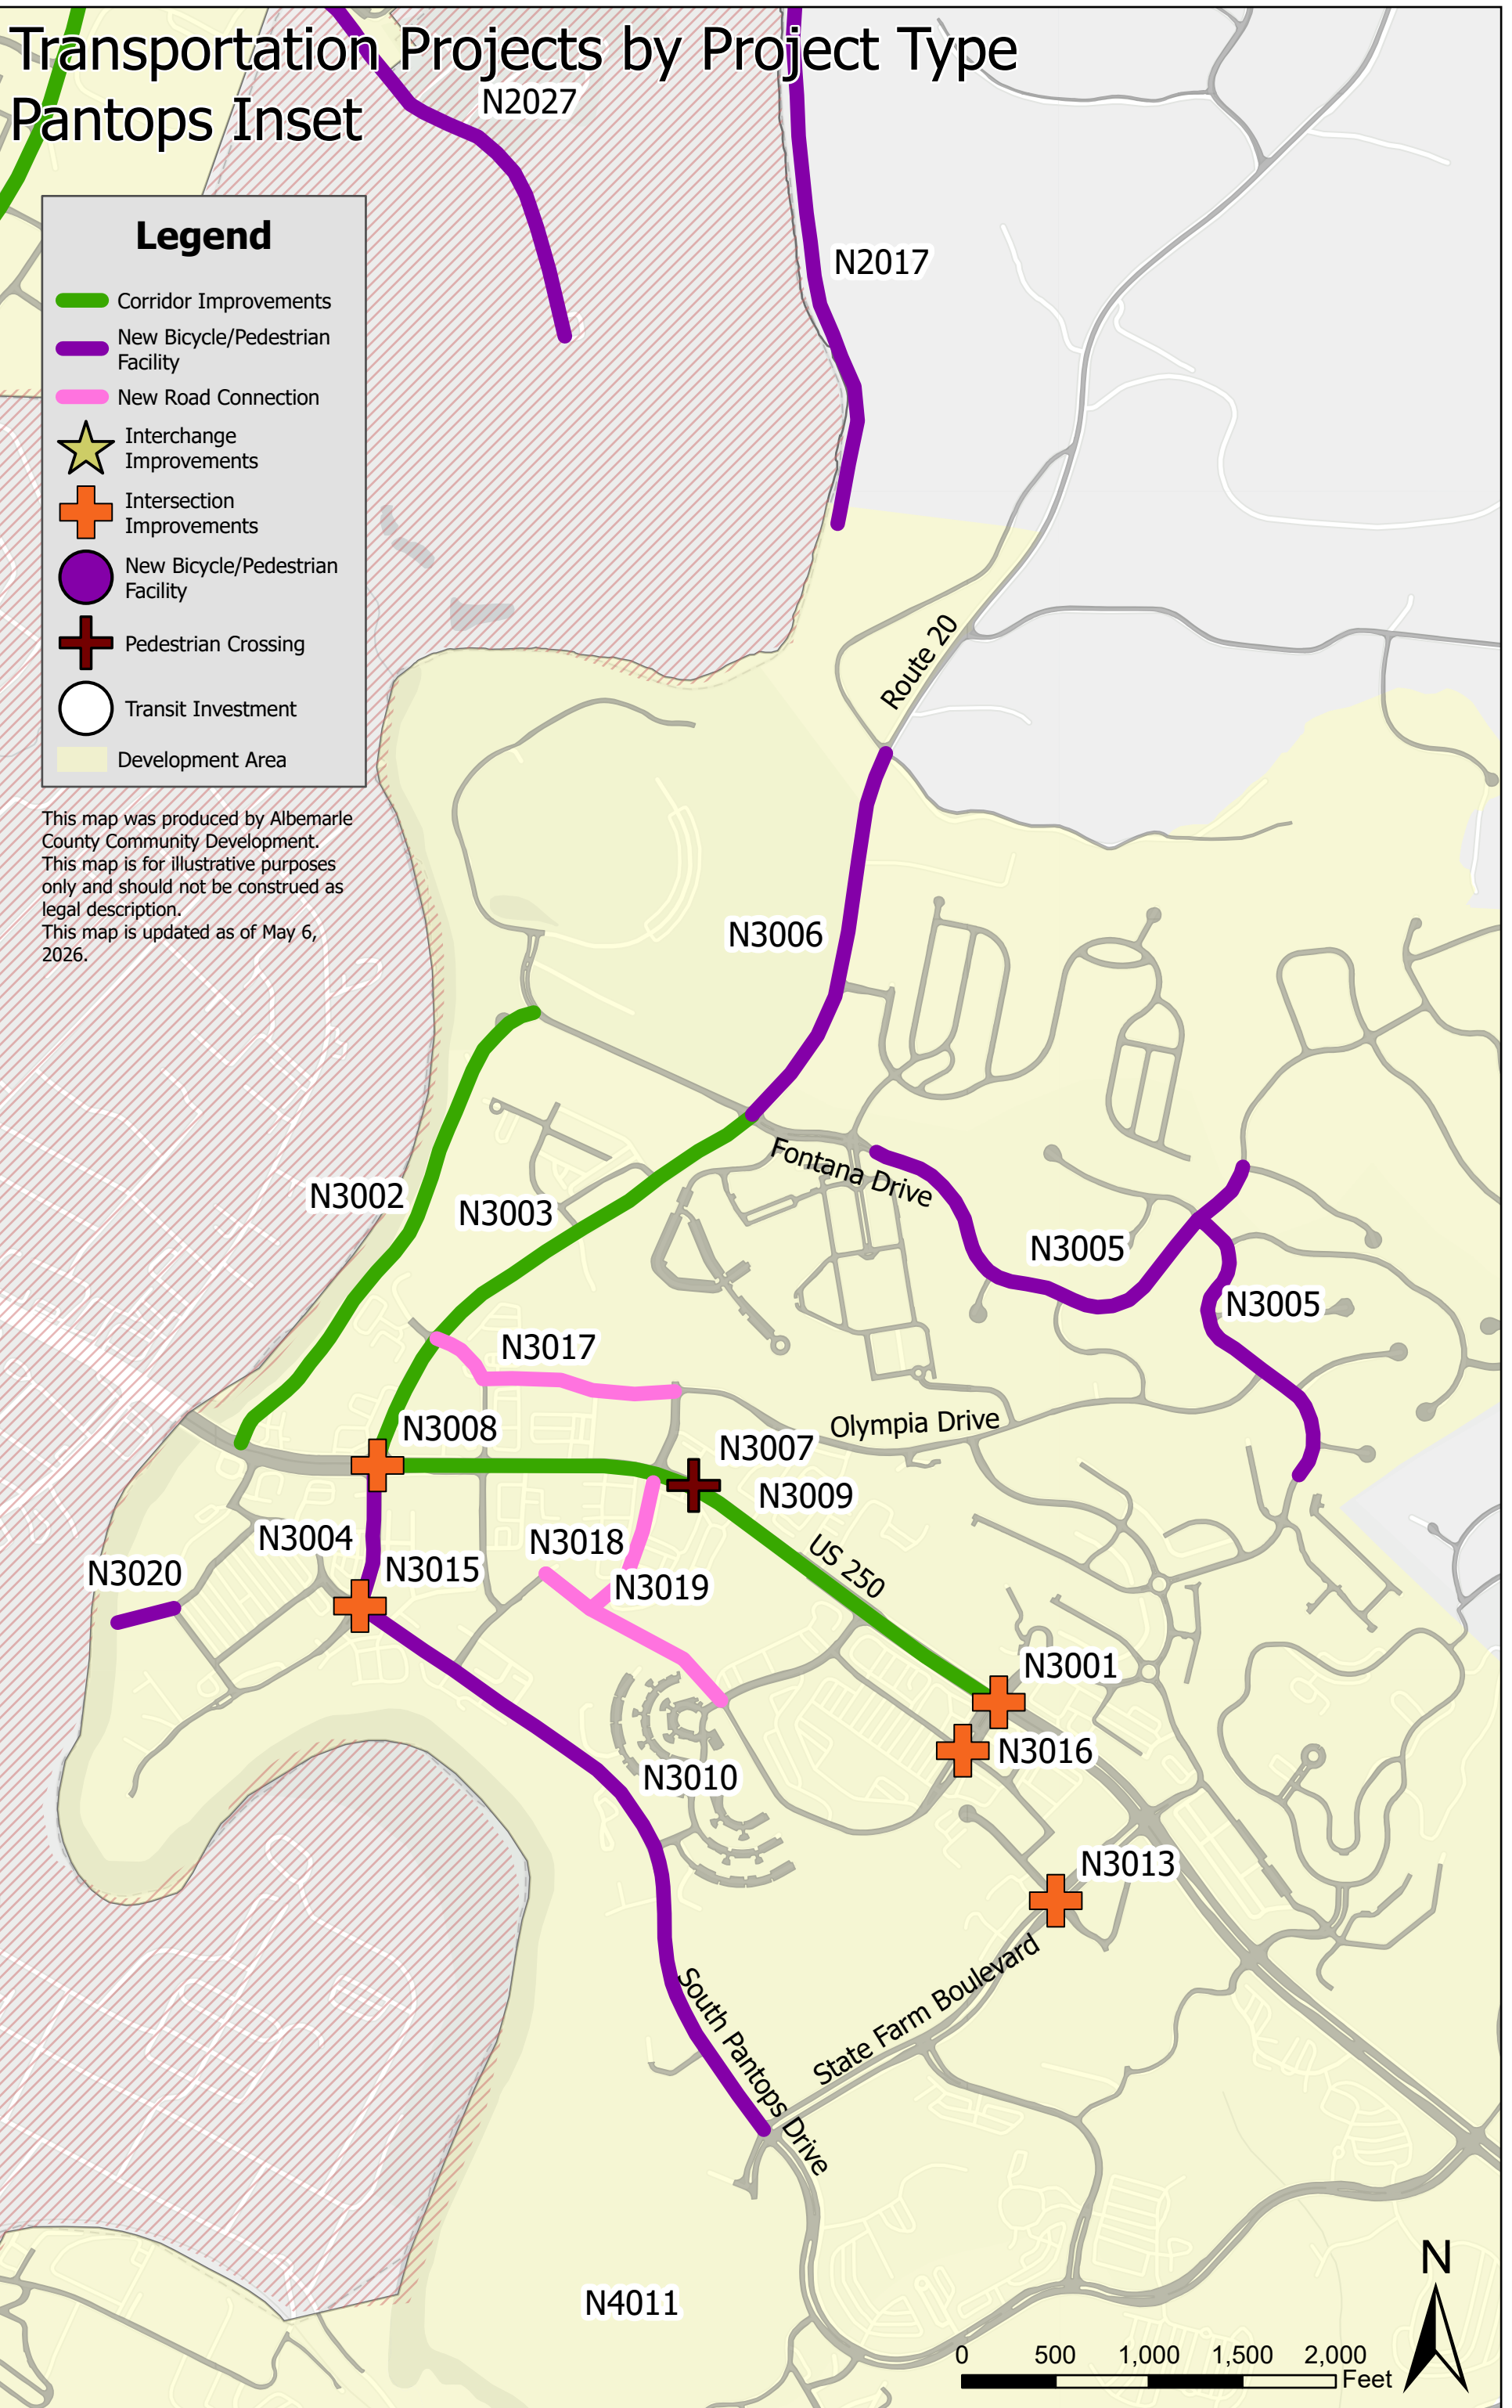 Transportation Projects by Project Type
Pantops Inset
N2027
N2017
Legend
Corridor Improvements
New Bicycle/Pedestrian
Facility
New Road Connection
Interchange
Improvements
Intersection
Improvements
New Bicycle/Pedestrian
Facility
Pedestrian Crossing
Transit Investment
Development Area
This map was produced by Albemarle
County Community Development.
This map is for illustrative purposes
only and should not be construed as
legal description.
This map is updated as of May 6,
2026.
Route 20
N3006
Fontana Drive
N3002
N3003
N3005
N3005
N3017
Olympia Drive
N3008
N3007
N3009
US 250
N3004
N3018
N3020
N3015
N3019
N3001
N3016
N3010
N3013
State Farm Boulevard
South Pantops Drive
N4011
N
0 500 1,000 1,500 2,000
Feet